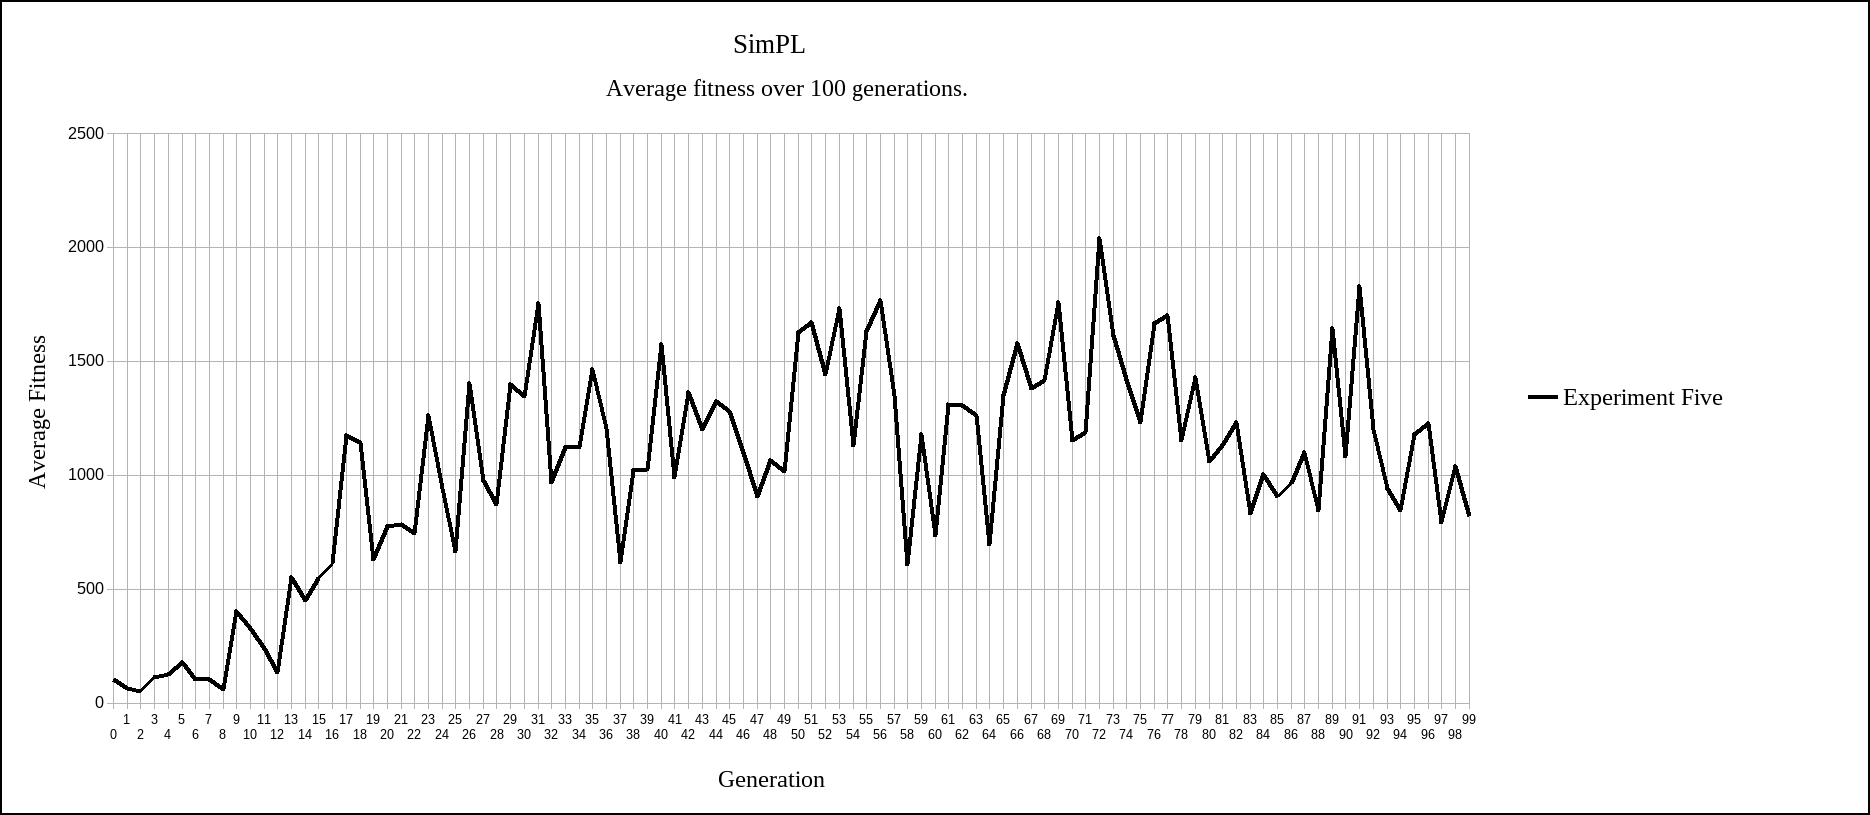 SimPL
Average fitness over 100 generations.
2500
2000
1500
1000
500
0
Average Fitness
1 3 5 7 9 11 13 15 17 19 21 23 25 27 29 31 33 35 37 39 41 43 45 47 49 51 53 55 57 59 61 63 65 67 69 71 73 75 77 79 81 83 85 87 89 91 93 95 97 99
0 2 4 6 8 10 12 14 16 18 20 22 24 26 28 30 32 34 36 38 40 42 44 46 48 50 52 54 56 58 60 62 64 66 68 70 72 74 76 78 80 82 84 86 88 90 92 94 96 98
Generation
Experiment Five